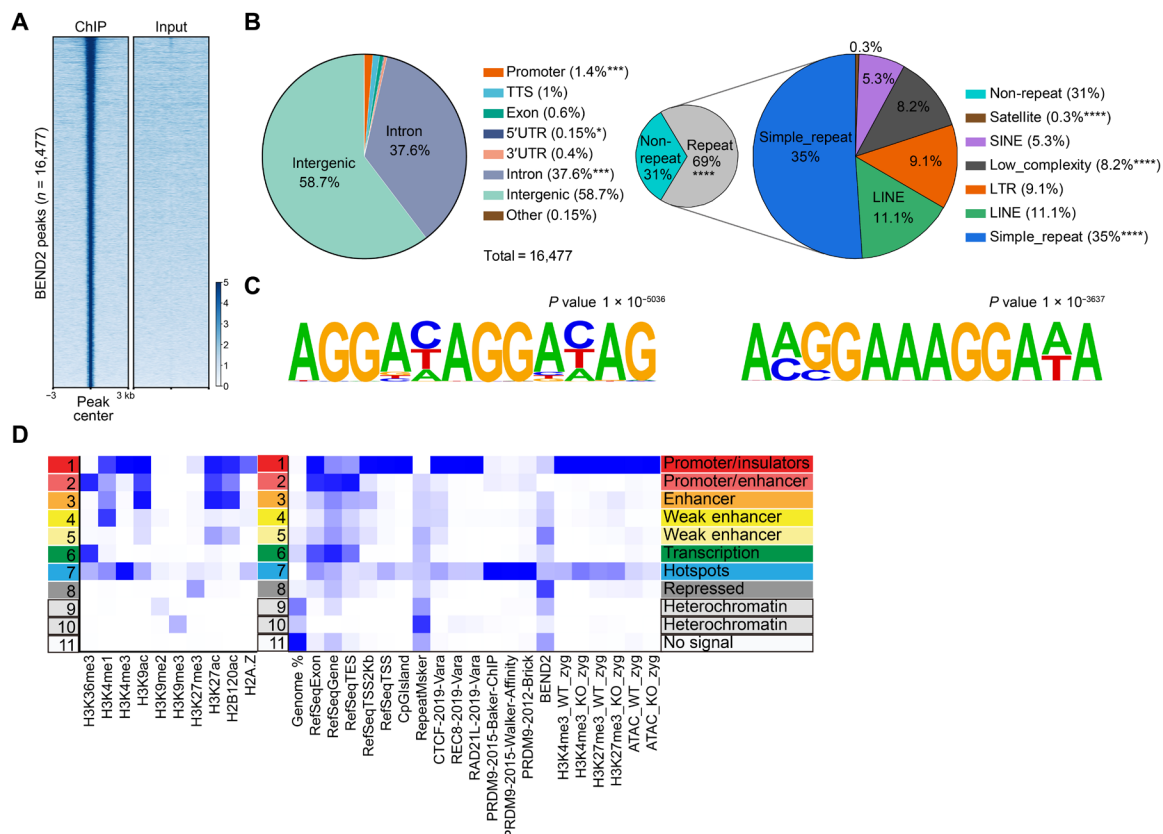 A
ChIP
Input
BEND2 peaks (n = 16,477)
5
4
3
2
1
0
−3
3 kb
Peak
center
B
Intron
37.6%
Intergenic
58.7%
Promoter (1.4%***)
TTS (1%)
Exon (0.6%)
5′UTR (0.15%*)
3′UTR (0.4%)
Intron (37.6%***)
Intergenic (58.7%)
Other (0.15%)
Total = 16,477
Non-
repeat
31%
Repeat
69%
****
0.3%
5.3%
8.2%
9.1%
LINE
11.1%
Simple_repeat
35%
Non-repeat (31%)
Satellite (0.3%****)
SINE (5.3%)
Low_complexity (8.2%****)
LTR (9.1%)
LINE (11.1%)
Simple_repeat (35%****)
C
P value 1 × 10−5036
AGGACAGGACAG
T T
A A
P value 1 × 10−3637
AAGGAAAGGAAA
CC T
D
1 1 Promoter/insulators
2 2 Promoter/enhancer
3 3 Enhancer
4 4 Weak enhancer
5 5 Weak enhancer
6 6 Transcription
7 7 Hotspots
8 8 Repressed
9 9 Heterochromatin
10 10 Heterochromatin
11 11 No signal
H3K36me3
H3K4me1
H3K4me3
H3K9ac
H3K9me2
H3K9me3
H3K27me3
H3K27ac
H2B120ac
H2A.Z
Genome %
RefSeqExon
RefSeqGene
RefSeqTES
RefSeqTSS2Kb
RefSeqTSS
CpGIsland
RepeatMsker
CTCF-2019-Vara
REC8-2019-Vara
RAD21L-2019-Vara
PRDM9-2015-Baker-ChIP
PRDM9-2015-Walker-Affinity
PRDM9-2012-Brick
BEND2
H3K4me3_WT_zyg
H3K4me3_KO_zyg
H3K27me3_WT_zyg
H3K27me3_KO_zyg
ATAC_WT_zyg
ATAC_KO_zyg